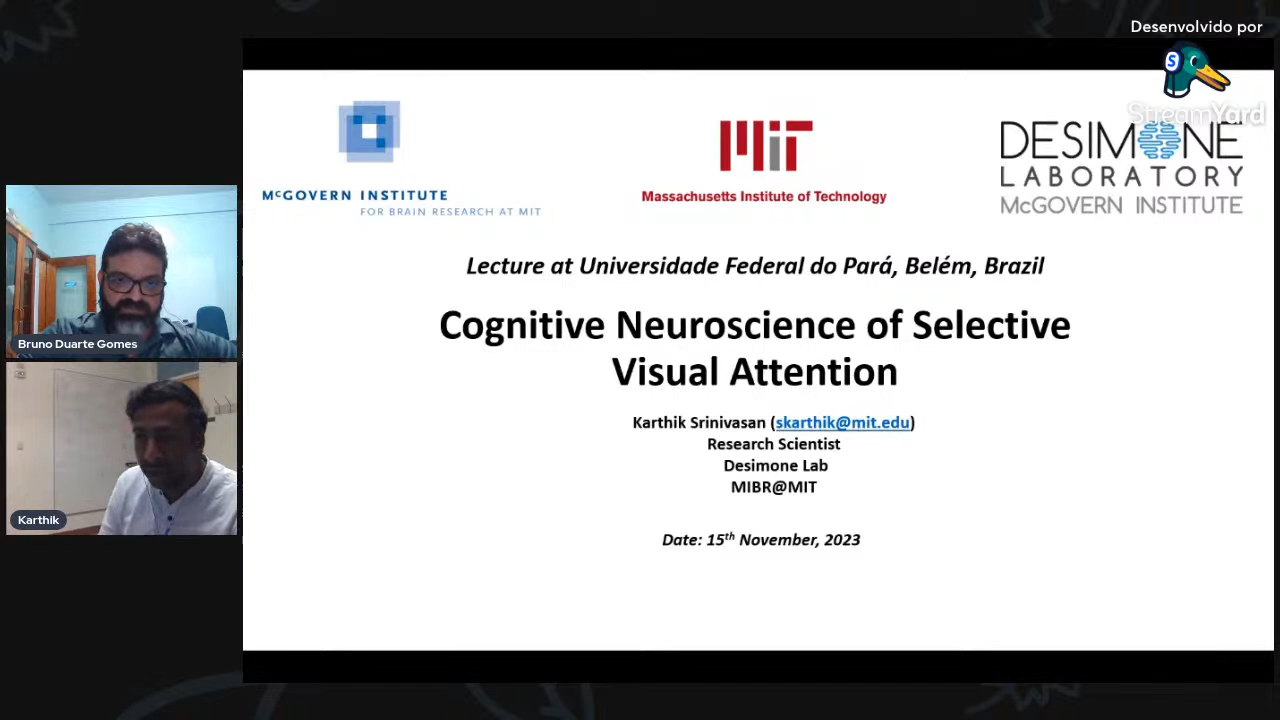 Desenvolvido por
S
StreamYard
McGOVERN INSTITUTE
FOR BRAIN RESEARCH AT MIT
MIT
Massachusetts Institute of Technology
DESIMONE
LABORATORY
McGOVERN INSTITUTE
Lecture at Universidade Federal do Pará, Belém, Brazil
Cognitive Neuroscience of Selective
Visual Attention
Karthik Srinivasan (skarthik@mit.edu)
Research Scientist
Desimone Lab
MIBR@MIT
Date: 15th November, 2023
Bruno Duarte Gomes
Karthik